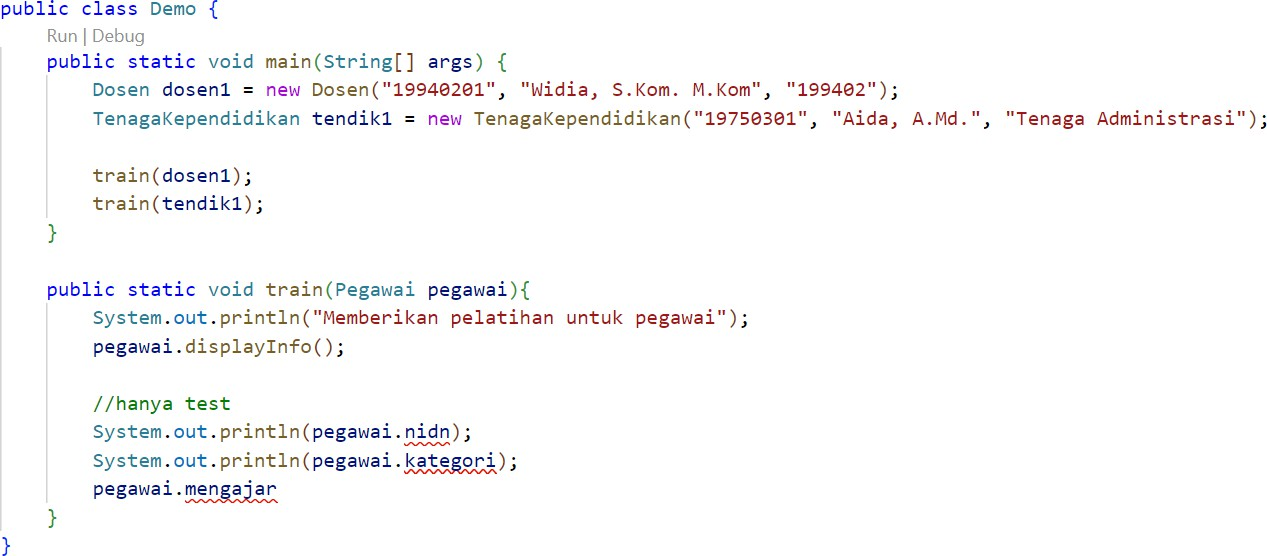 public class Demo {
Run | Debug
public static void main(String[] args) {
Dosen dosen1 = new Dosen("19940201", "Widia, S.Kom. M.Kom", "199402");
TenagaKependidikan tendik1 = new TenagaKependidikan("19750301", "Aida, A.Md.", "Tenaga Administrasi");
train(dosen1);
train(tendik1);
}
public static void train(Pegawai pegawai){
System.out.println("Memberikan pelatihan untuk pegawai");
pegawai.displayInfo();
//hanya test
System.out.println(pegawai.nidn);
System.out.println(pegawai.kategori);
pegawai.mengajar
}
}